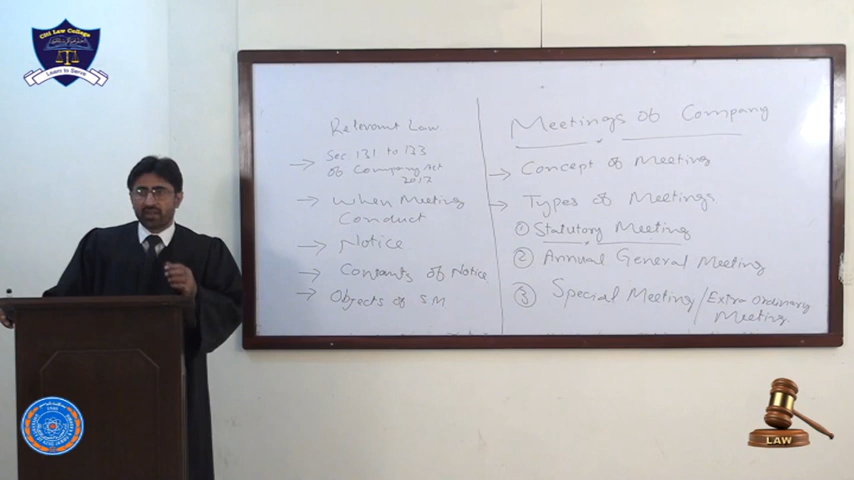 Citi Law College
Learn to Serve
Relevant Law
→ Sec 131 to 133
of Company Act
2017
→ When Meeting
Conduct
→ Notice
→ Contants of Notice
→ Objects of S.M
Meetings of Company
→ Concept of Meeting
→ Types of Meetings
① Statutory Meeting
② Annual General Meeting
③ Special Meeting / Extra ordinary
Meeting.
LAW